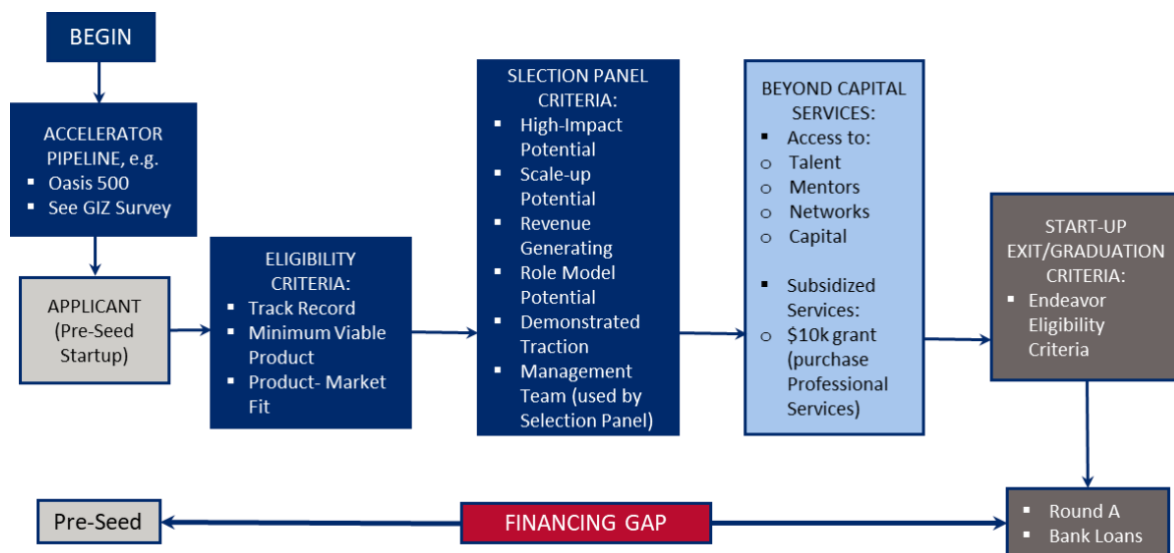 BEGIN
ACCELERATOR
PIPELINE, e.g.
▪ Oasis 500
▪ See GIZ Survey
APPLICANT
(Pre-Seed
Startup)
ELIGIBILITY
CRITERIA:
▪ Track Record
▪ Minimum Viable
Product
▪ Product- Market
Fit
SLECTION PANEL
CRITERIA:
▪ High-Impact
Potential
▪ Scale-up
Potential
▪ Revenue
Generating
▪ Role Model
Potential
▪ Demonstrated
Traction
▪ Management
Team (used by
Selection Panel)
BEYOND CAPITAL
SERVICES:
▪ Access to:
o Talent
o Mentors
o Networks
o Capital
▪ Subsidized
Services:
o $10k grant
(purchase
Professional
Services)
START-UP
EXIT/GRADUATION
CRITERIA:
▪ Endeavor
Eligibility
Criteria
Pre-Seed
FINANCING GAP
▪ Round A
▪ Bank Loans